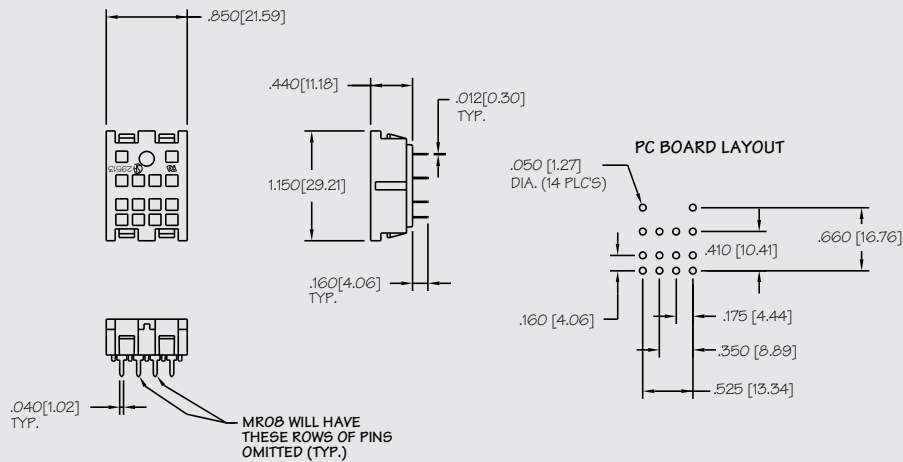 .850[21.59]
.440[11.18]
.012[0.30]
TYP.
29513
1.150[29.21]
.160[4.06]
TYP.
PC BOARD LAYOUT
.050 [1.27]
DIA. (14 PLC'S)
.660 [16.76]
.410 [10.41]
.160 [4.06]
.175 [4.44]
.350 [8.89]
.525 [13.34]
.040[1.02]
TYP.
MR08 WILL HAVE
THESE ROWS OF PINS
OMITTED (TYP.)